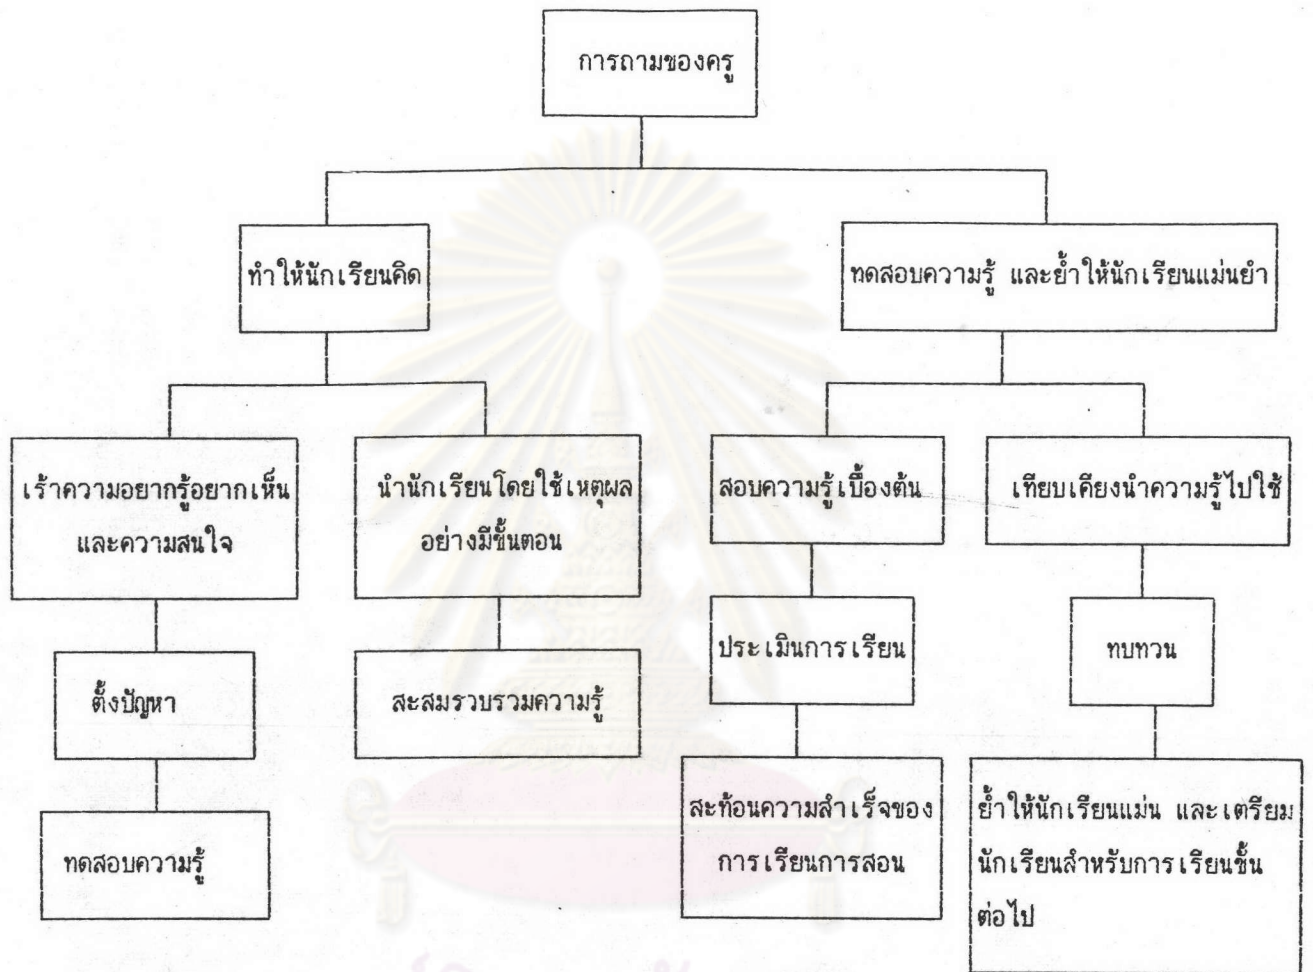 การถามของครู
ทำให้นักเรียนคิด
ทดสอบความรู้ และย้ำให้นักเรียนแม่นยำ
เร้าความอยากรู้อยากเห็น
และความสนใจ
นำนักเรียนโดยใช้เหตุผล
อย่างมีขั้นตอน
สอบความรู้เบื้องต้น
เทียบเคียงนำความรู้ไปใช้
ตั้งปัญหา
สะสมรวบรวมความรู้
ประเมินการเรียน
ทบทวน
ทดสอบความรู้
สะท้อนความสำเร็จของ
การเรียนการสอน
ย้ำให้นักเรียนแม่น และเตรียม
นักเรียนสำหรับการเรียนขั้น
ต่อไป